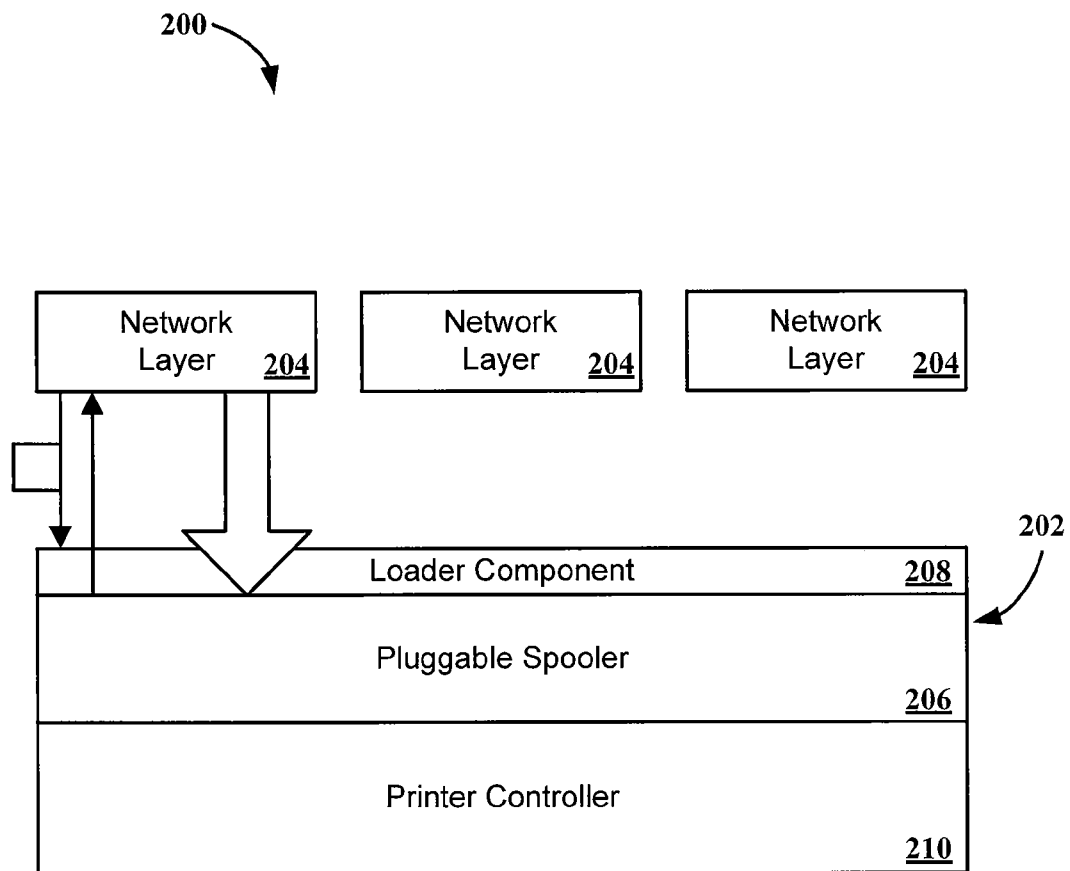 200
Network
Layer 204
Network
Layer 204
Network
Layer 204
202
Loader Component 208
Pluggable Spooler
206
Printer Controller
210